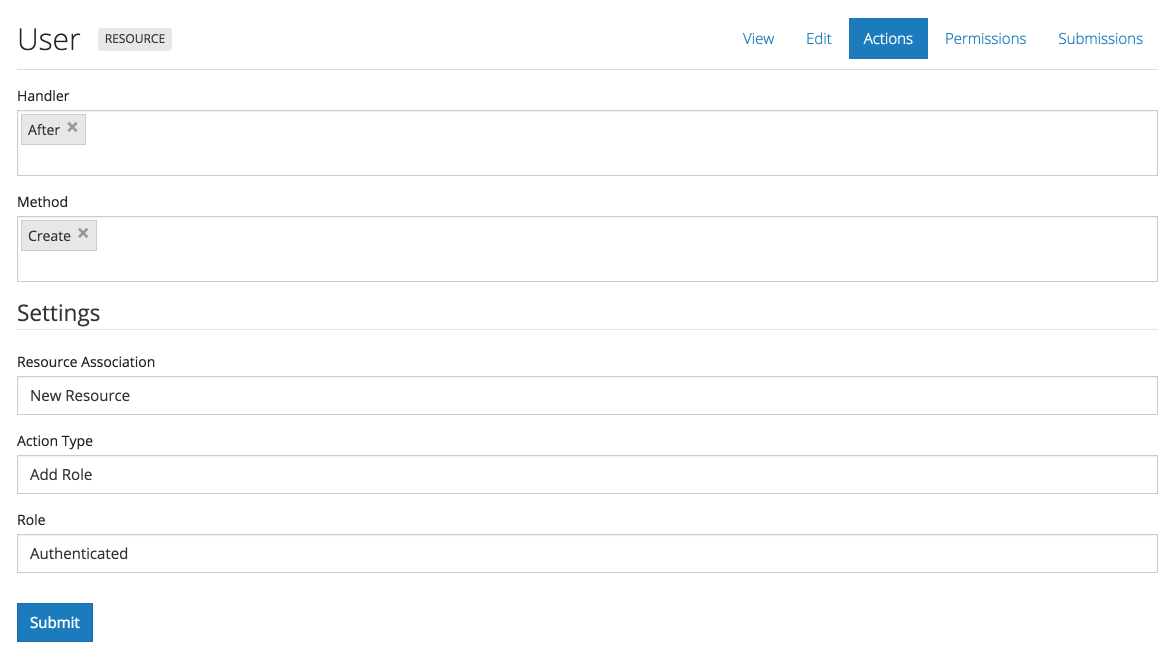 User RESOURCE View Edit Actions Permissions Submissions
Handler
After ×
Method
Create ×
Settings
Resource Association
New Resource
Action Type
Add Role
Role
Authenticated
Submit